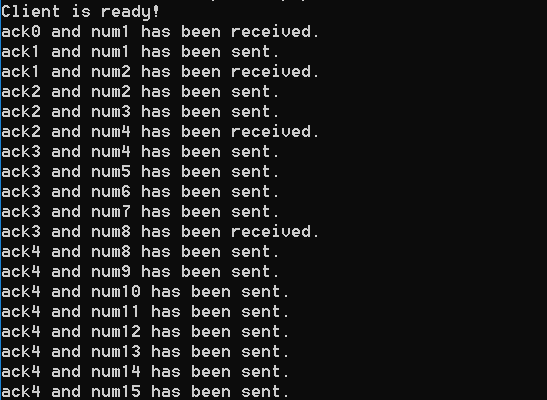 Client is ready!
ack0 and num1 has been received.
ack1 and num1 has been sent.
ack1 and num2 has been received.
ack2 and num2 has been sent.
ack2 and num3 has been sent.
ack2 and num4 has been received.
ack3 and num4 has been sent.
ack3 and num5 has been sent.
ack3 and num6 has been sent.
ack3 and num7 has been sent.
ack3 and num8 has been received.
ack4 and num8 has been sent.
ack4 and num9 has been sent.
ack4 and num10 has been sent.
ack4 and num11 has been sent.
ack4 and num12 has been sent.
ack4 and num13 has been sent.
ack4 and num14 has been sent.
ack4 and num15 has been sent.